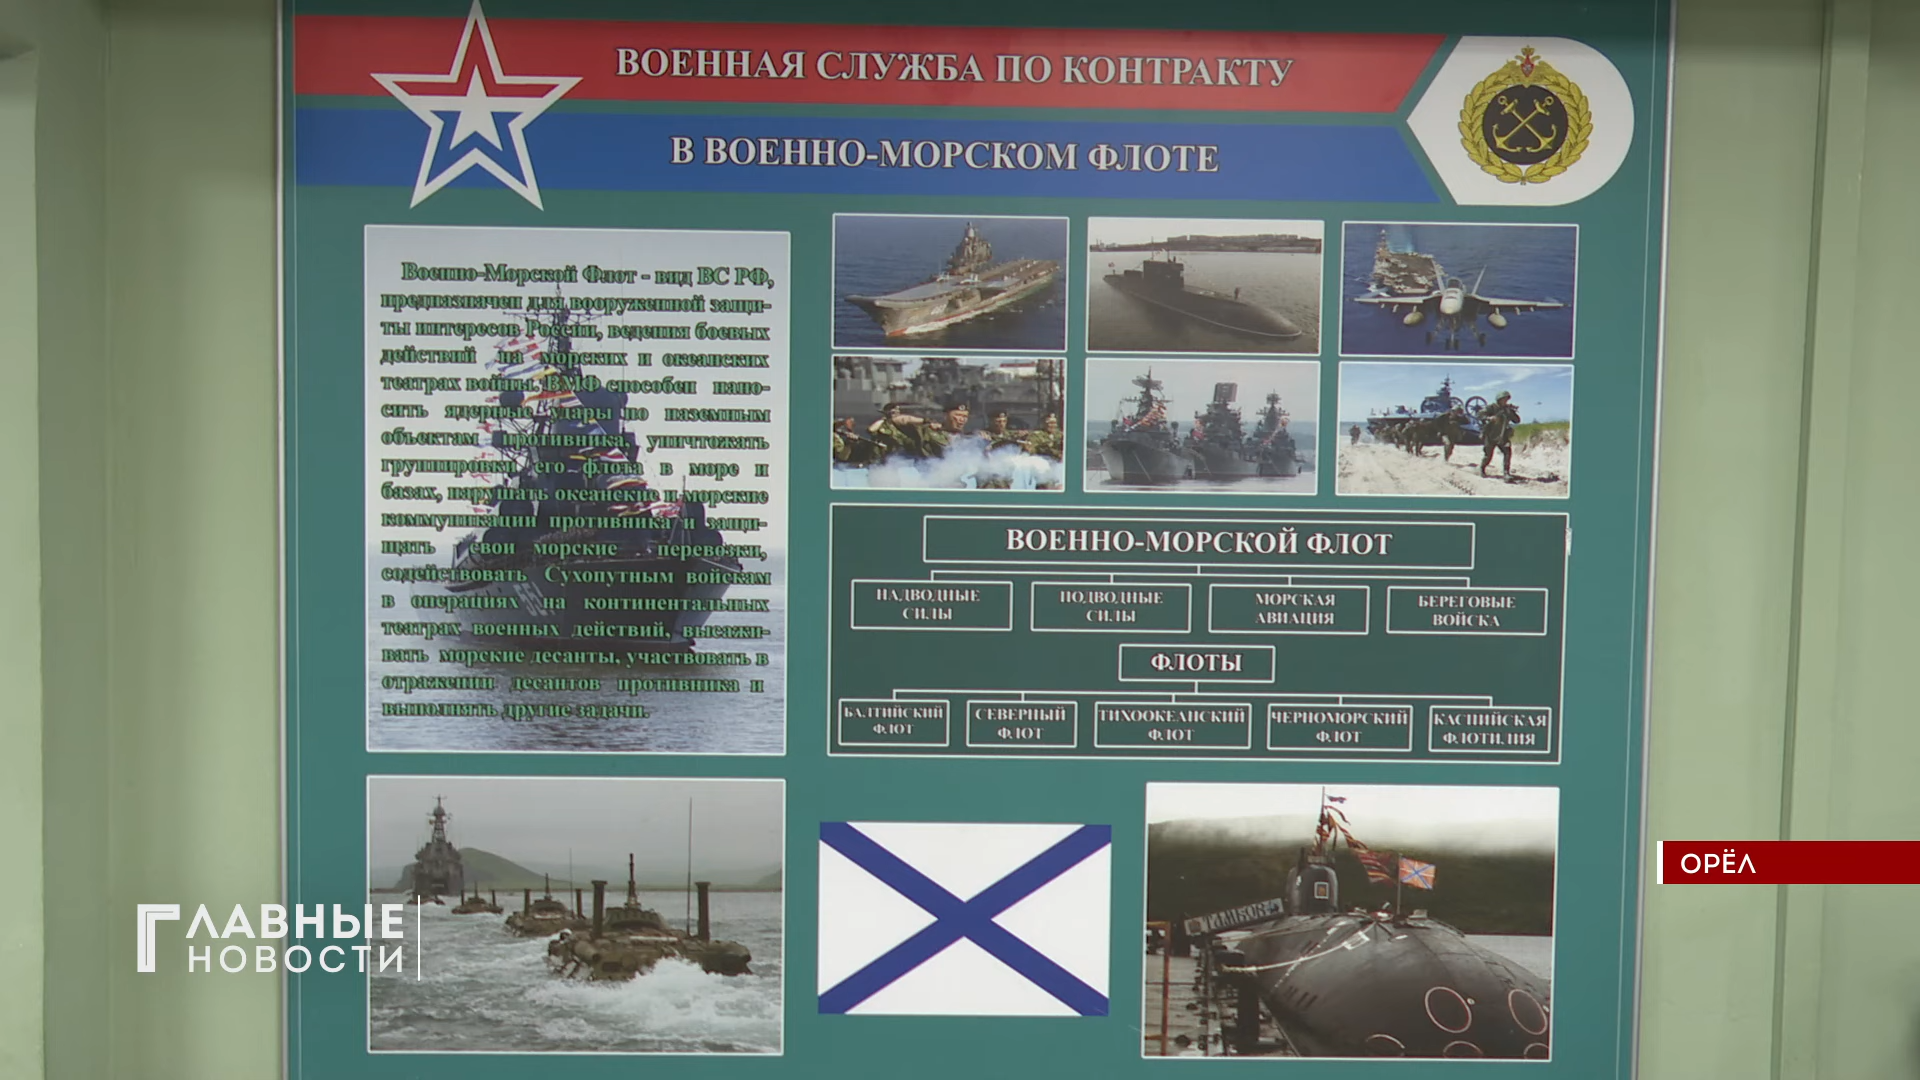 ВОЕННАЯ СЛУЖБА ПО КОНТРАКТУ
В ВОЕННО-МОРСКОМ ФЛОТЕ
Военно-Морской Флот - вид ВС РФ,
предназначен для вооруженной защи-
ты интересов России, ведения боевых
действий на морских и океанских
театрах войны. ВМФ способен нано-
сить ядерные удары по наземным
объектам противника, уничтожать
группировки его флота в море и
базах, нарушать океанские и морские
коммуникации противника и защи-
щать свои морские перевозки,
содействовать Сухопутным войскам
в операциях на континентальных
театрах военных действий, высажи-
вать морские десанты, участвовать в
отражении десантов противника и
выполнять другие задачи.
ВОЕННО-МОРСКОЙ ФЛОТ
НАДВОДНЫЕ
СИЛЫ
ПОДВОДНЫЕ
СИЛЫ
МОРСКАЯ
АВИАЦИЯ
БЕРЕГОВЫЕ
ВОЙСКА
ФЛОТЫ
БАЛТИЙСКИЙ
ФЛОТ
СЕВЕРНЫЙ
ФЛОТ
ТИХООКЕАНСКИЙ
ФЛОТ
ЧЕРНОМОРСКИЙ
ФЛОТ
КАСПИЙСКАЯ
ФЛОТИЛИЯ
ТАМБОВ
ОРЁЛ
ГЛАВНЫЕ
НОВОСТИ